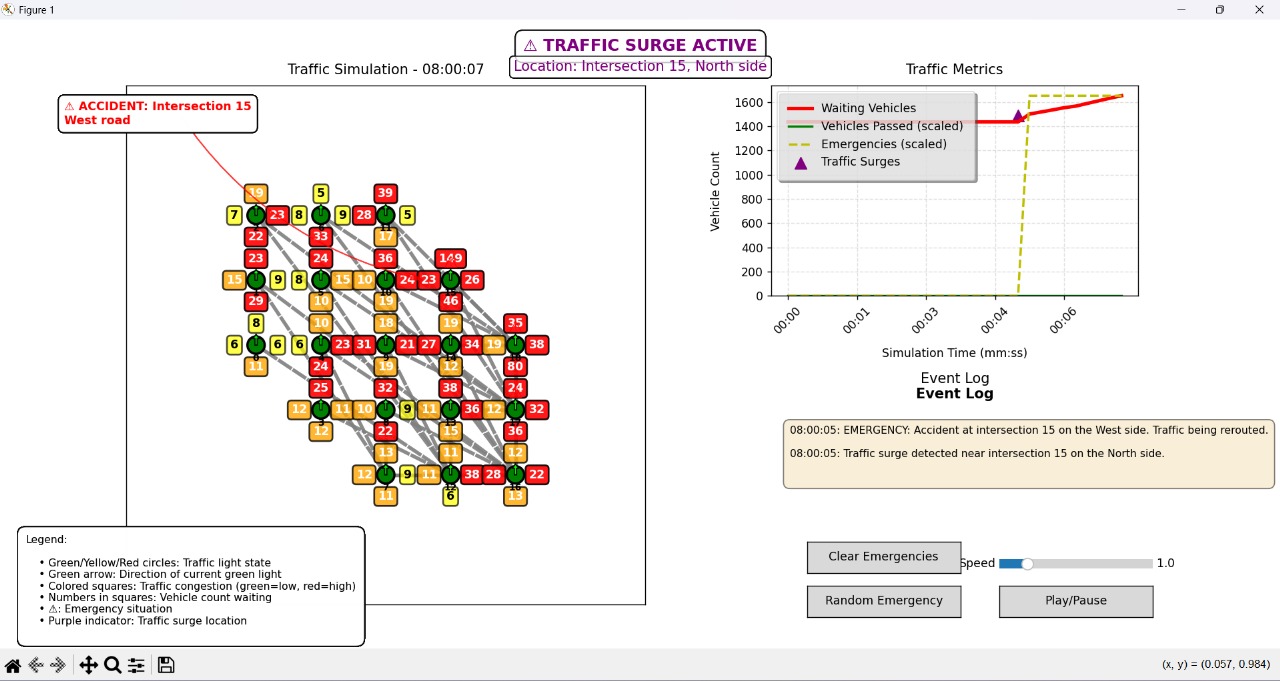 Figure 1
⚠ TRAFFIC SURGE ACTIVE
Location: Intersection 15, North side
Traffic Simulation - 08:00:07
⚠ ACCIDENT: Intersection 15
West road
19 5 39
7 23 8 9 28 5
22 33 17
23 24 36 149
15 9 8 15 10 24 23 26
29 10 19 46
8 10 18 19 35
6 6 6 23 31 21 27 34 19 38
11 24 19 12 80
25 32 38 24
12 11 10 9 11 36 12 32
12 22 15 36
13 11 12
12 9 11 38 28 22
11 6 13
Legend:
• Green/Yellow/Red circles: Traffic light state
• Green arrow: Direction of current green light
• Colored squares: Traffic congestion (green=low, red=high)
• Numbers in squares: Vehicle count waiting
• ⚠: Emergency situation
• Purple indicator: Traffic surge location
Traffic Metrics
Waiting Vehicles
Vehicles Passed (scaled)
Emergencies (scaled)
Traffic Surges
Vehicle Count
1600
1400
1200
1000
800
600
400
200
0
00:00 00:01 00:03 00:04 00:06
Simulation Time (mm:ss)
Event Log
Event Log
08:00:05: EMERGENCY: Accident at intersection 15 on the West side. Traffic being rerouted.
08:00:05: Traffic surge detected near intersection 15 on the North side.
Clear Emergencies
Speed 1.0
Random Emergency
Play/Pause
(x, y) = (0.057, 0.984)